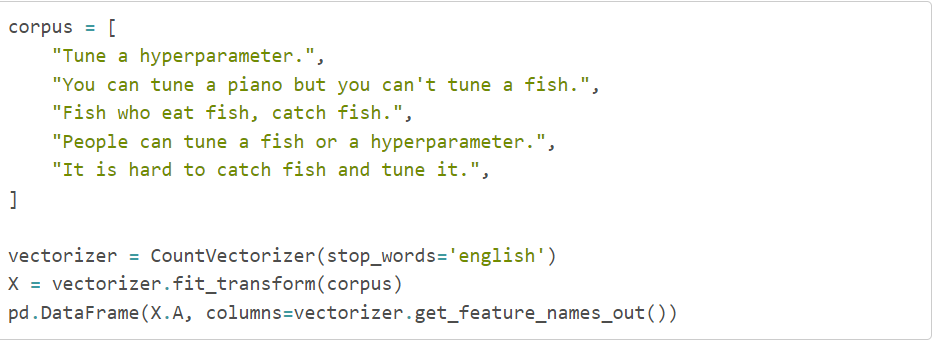 corpus = [
    "Tune a hyperparameter.",
    "You can tune a piano but you can't tune a fish.",
    "Fish who eat fish, catch fish.",
    "People can tune a fish or a hyperparameter.",
    "It is hard to catch fish and tune it.",
]
vectorizer = CountVectorizer(stop_words='english')
X = vectorizer.fit_transform(corpus)
pd.DataFrame(X.A, columns=vectorizer.get_feature_names_out())